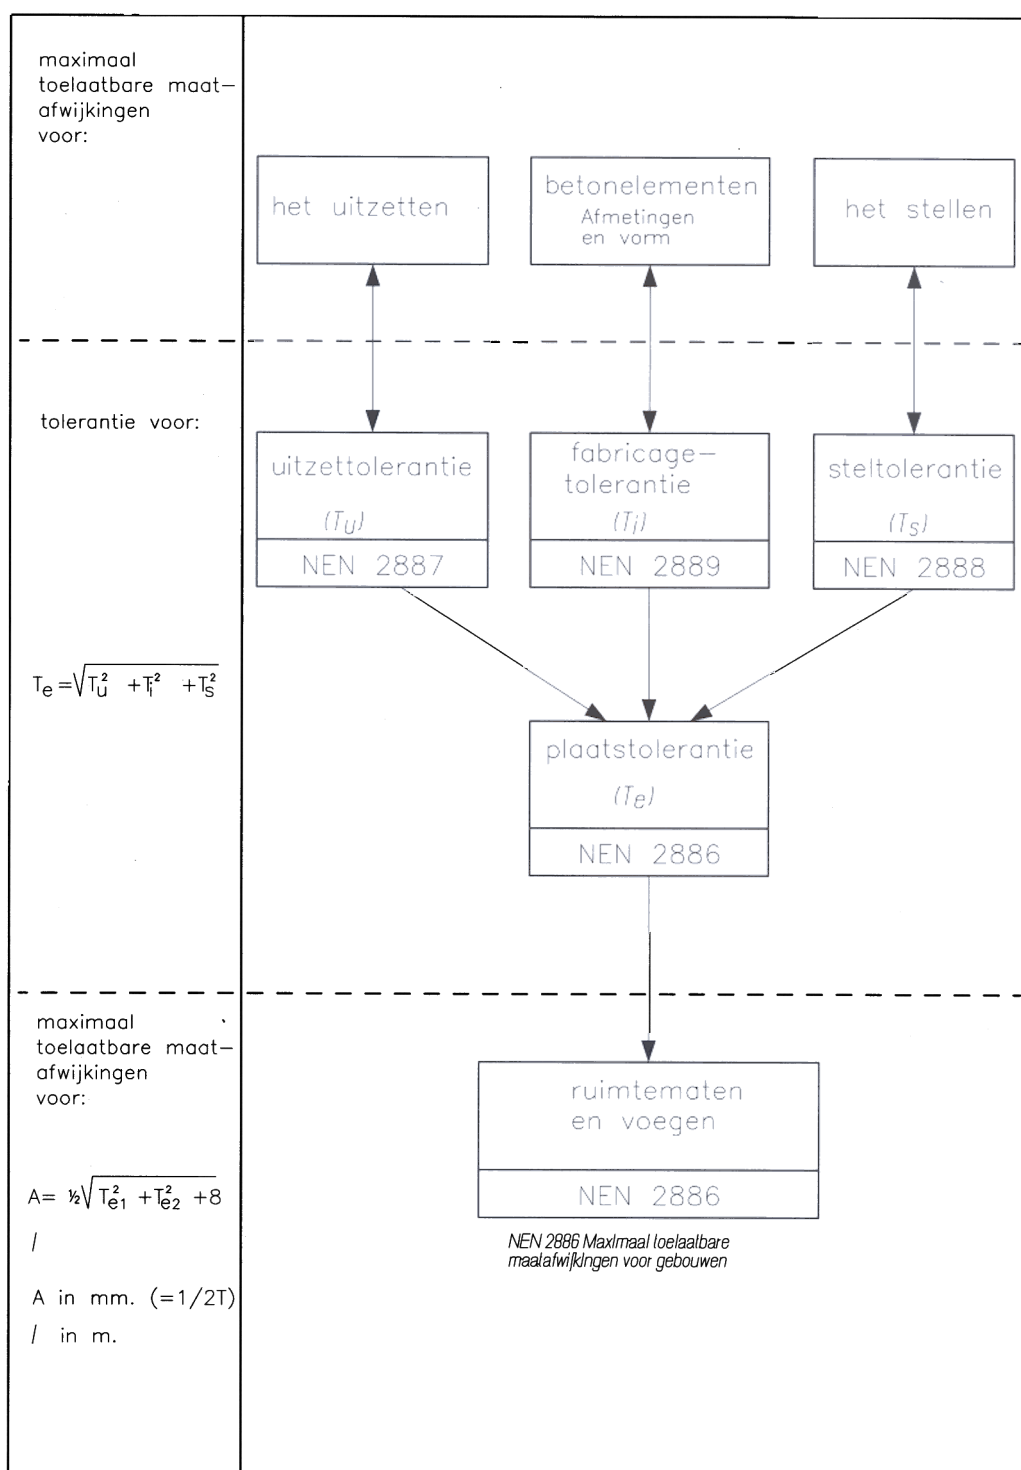 maximaal
toelaatbare maat–
afwijkingen
voor:
het uitzetten
betonelementen
Afmetingen
en vorm
het stellen
tolerantie voor:
uitzettolerantie
(Tu)
NEN 2887
fabricage–
tolerantie
(Ti)
NEN 2889
steltolerantie
(Ts)
NEN 2888
Te=√Tu² +Ti² +Ts²
plaatstolerantie
(Te)
NEN 2886
maximaal
toelaatbare maat–
afwijkingen
voor:
ruimtematen
en voegen
NEN 2886
A= ½√Te1² +Te2² +8
l
NEN 2886 Maximaal toelaatbare
maatafwijkingen voor gebouwen
A in mm. (=1/2T)
l in m.